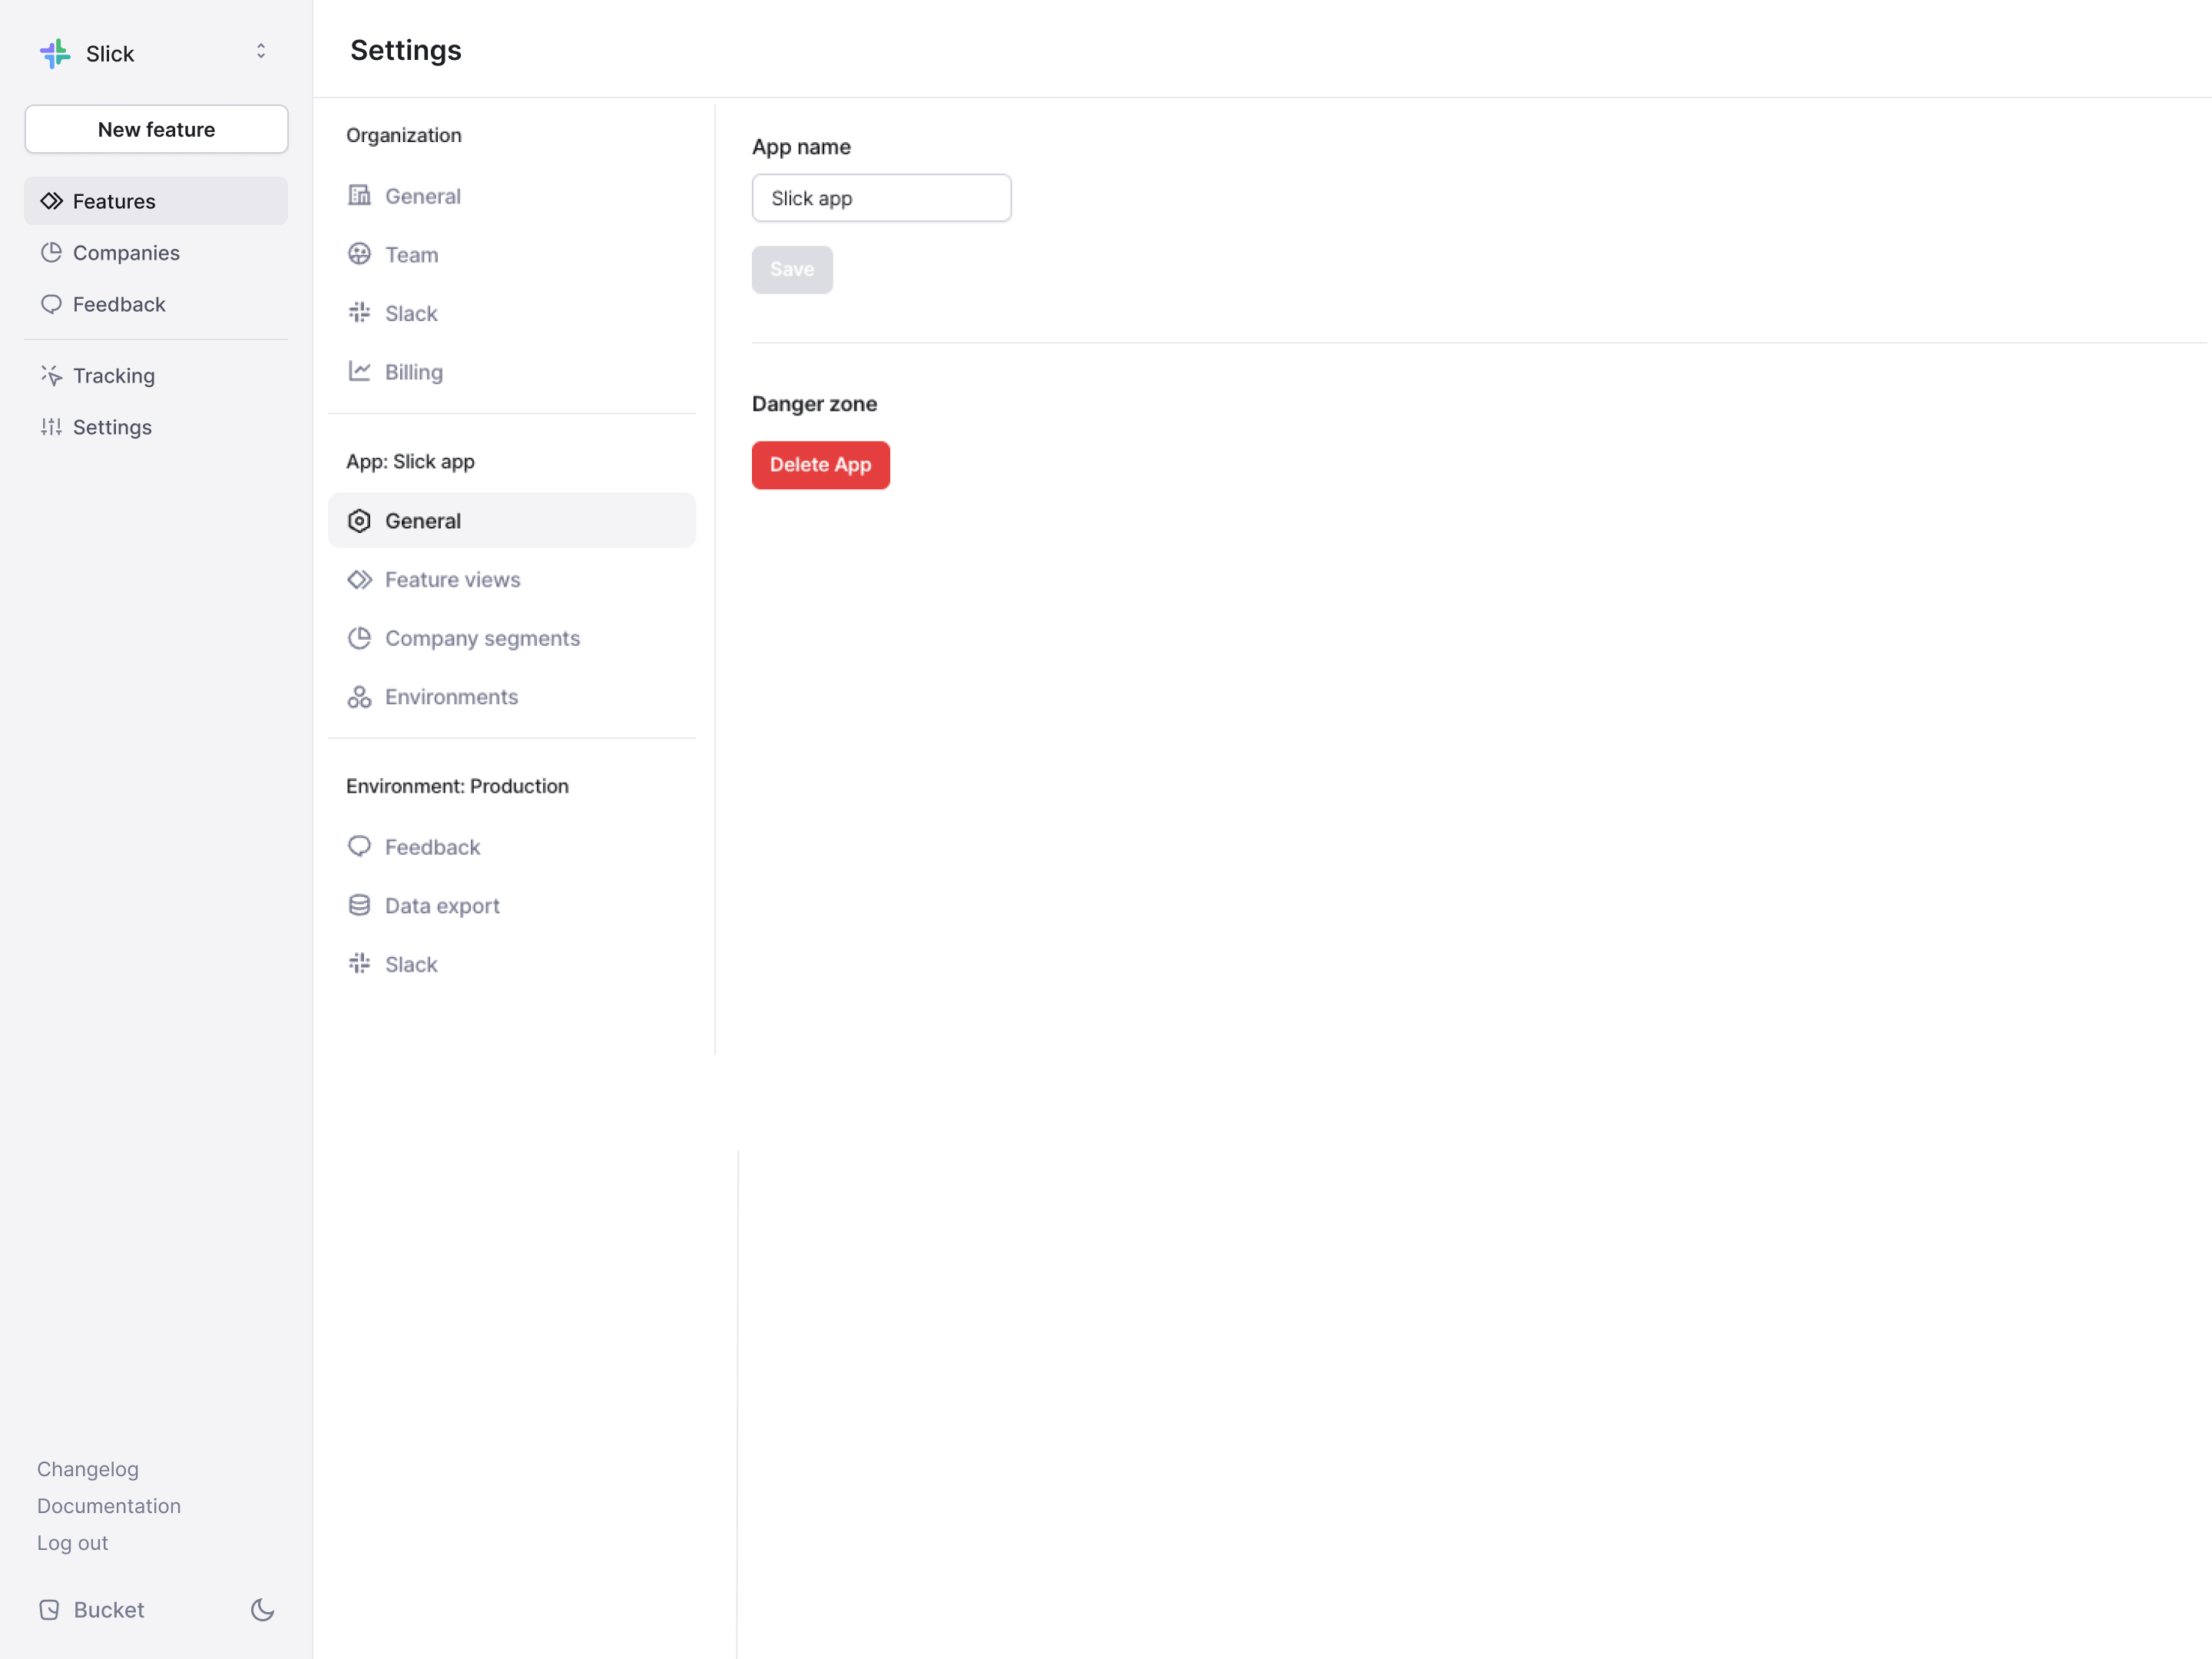 Slick
New feature
Features
Companies
Feedback
Tracking
Settings
Changelog
Documentation
Log out
Bucket
Settings
Organization
General
Team
Slack
Billing
App: Slick app
General
Feature views
Company segments
Environments
Environment: Production
Feedback
Data export
Slack
App name
Slick app
Save
Danger zone
Delete App